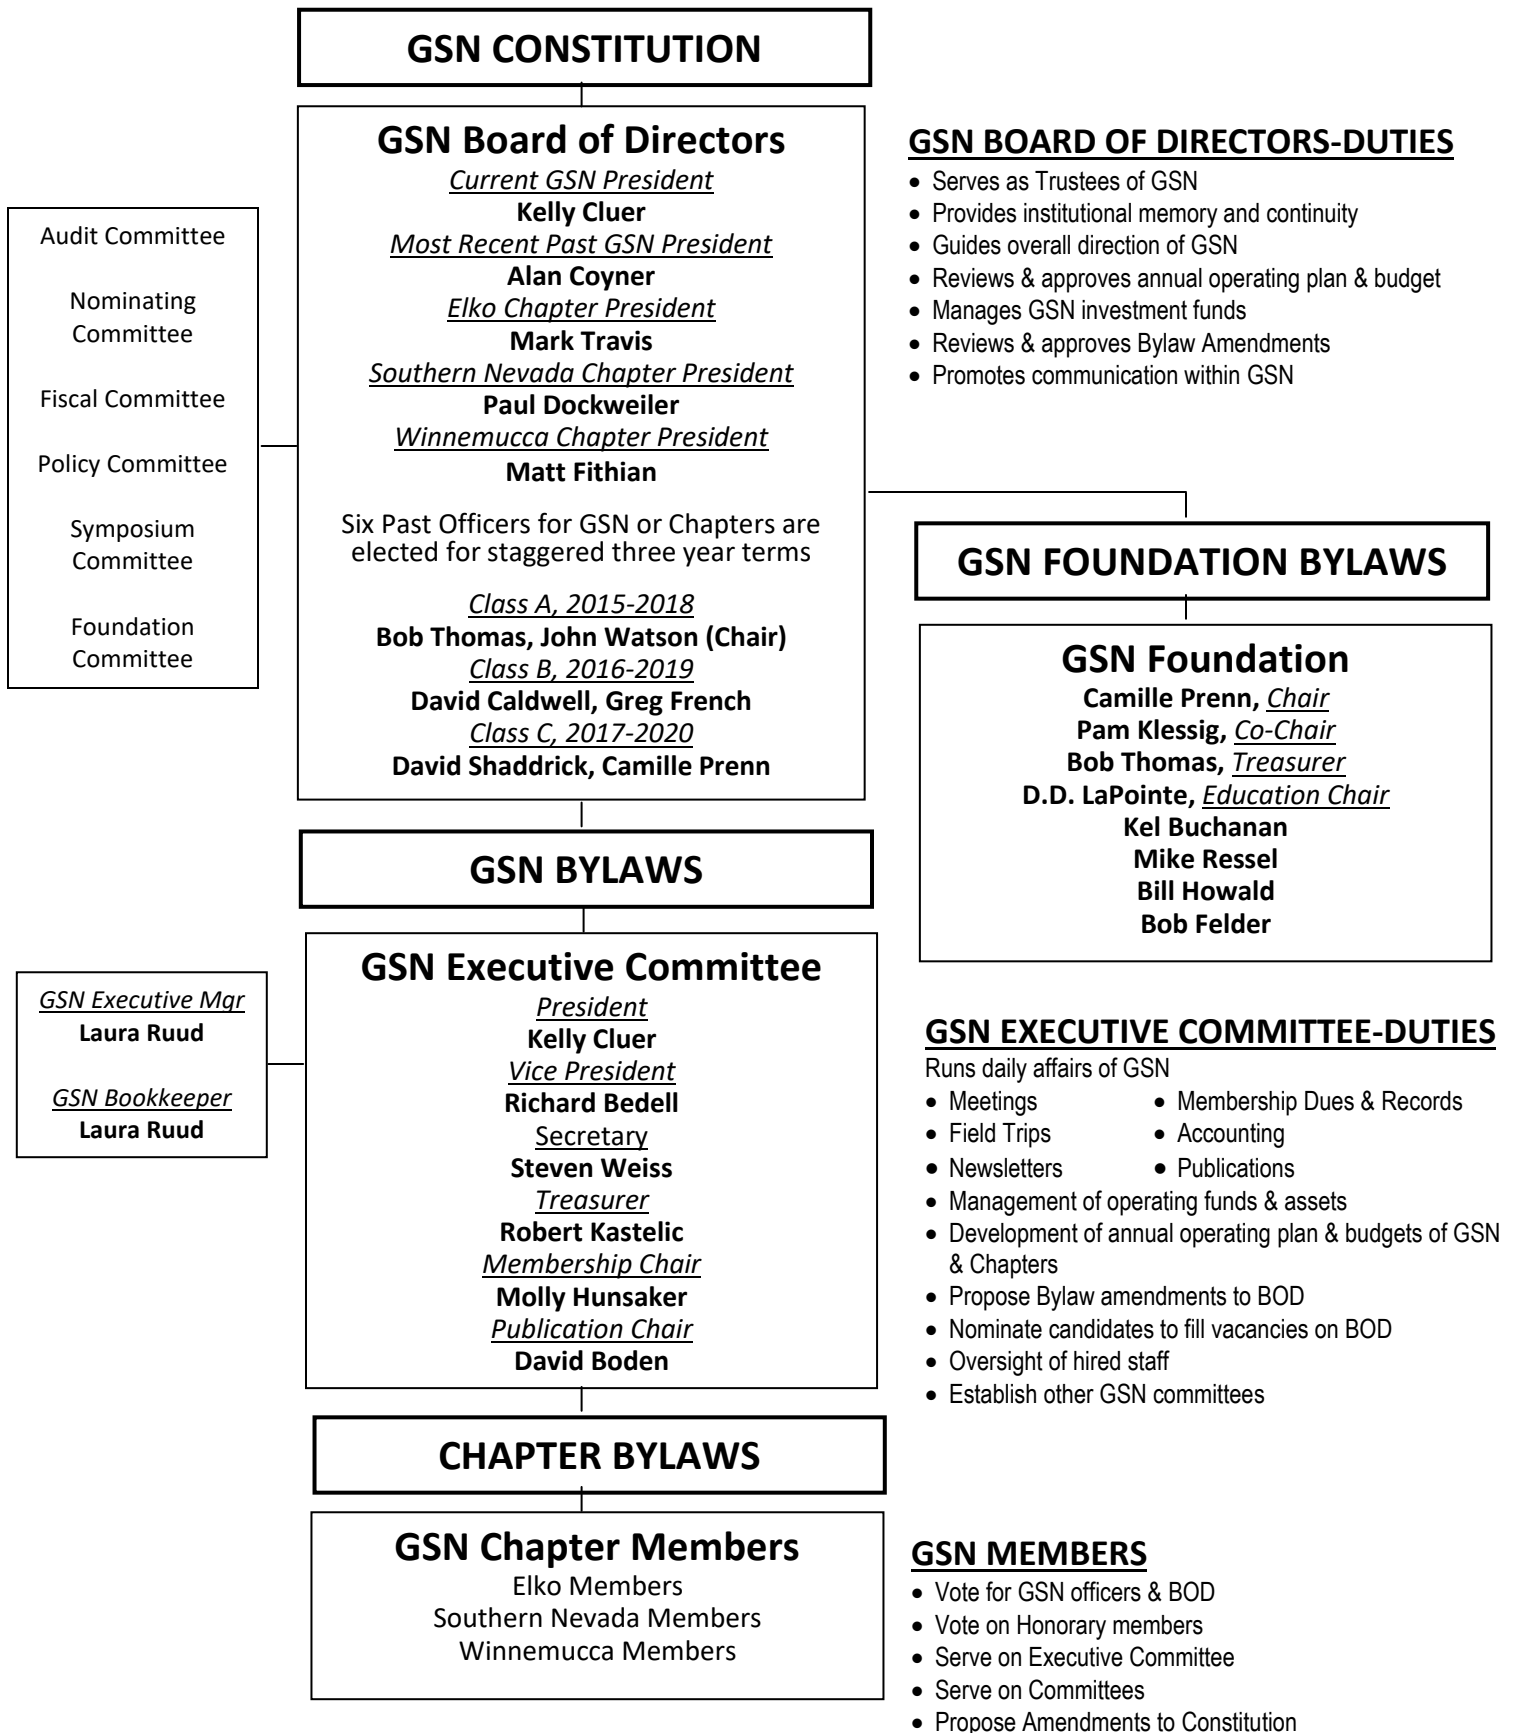 GSN CONSTITUTION
GSN Board of Directors
Current GSN President
Kelly Cluer
Most Recent Past GSN President
Alan Coyner
Elko Chapter President
Mark Travis
Southern Nevada Chapter President
Paul Dockweiler
Winnemucca Chapter President
Matt Fithian
Six Past Officers for GSN or Chapters are
elected for staggered three year terms
Class A, 2015-2018
Bob Thomas, John Watson (Chair)
Class B, 2016-2019
David Caldwell, Greg French
Class C, 2017-2020
David Shaddrick, Camille Prenn
GSN BOARD OF DIRECTORS-DUTIES
• Serves as Trustees of GSN
• Provides institutional memory and continuity
• Guides overall direction of GSN
• Reviews & approves annual operating plan & budget
• Manages GSN investment funds
• Reviews & approves Bylaw Amendments
• Promotes communication within GSN
Audit Committee
Nominating
Committee
Fiscal Committee
Policy Committee
Symposium
Committee
Foundation
Committee
GSN FOUNDATION BYLAWS
GSN Foundation
Camille Prenn, Chair
Pam Klessig, Co-Chair
Bob Thomas, Treasurer
D.D. LaPointe, Education Chair
Kel Buchanan
Mike Ressel
Bill Howald
Bob Felder
GSN BYLAWS
GSN Executive Committee
President
Kelly Cluer
Vice President
Richard Bedell
Secretary
Steven Weiss
Treasurer
Robert Kastelic
Membership Chair
Molly Hunsaker
Publication Chair
David Boden
GSN Executive Mgr
Laura Ruud
GSN Bookkeeper
Laura Ruud
GSN EXECUTIVE COMMITTEE-DUTIES
Runs daily affairs of GSN
• Meetings • Membership Dues & Records
• Field Trips • Accounting
• Newsletters • Publications
• Management of operating funds & assets
• Development of annual operating plan & budgets of GSN
& Chapters
• Propose Bylaw amendments to BOD
• Nominate candidates to fill vacancies on BOD
• Oversight of hired staff
• Establish other GSN committees
CHAPTER BYLAWS
GSN Chapter Members
Elko Members
Southern Nevada Members
Winnemucca Members
GSN MEMBERS
• Vote for GSN officers & BOD
• Vote on Honorary members
• Serve on Executive Committee
• Serve on Committees
• Propose Amendments to Constitution